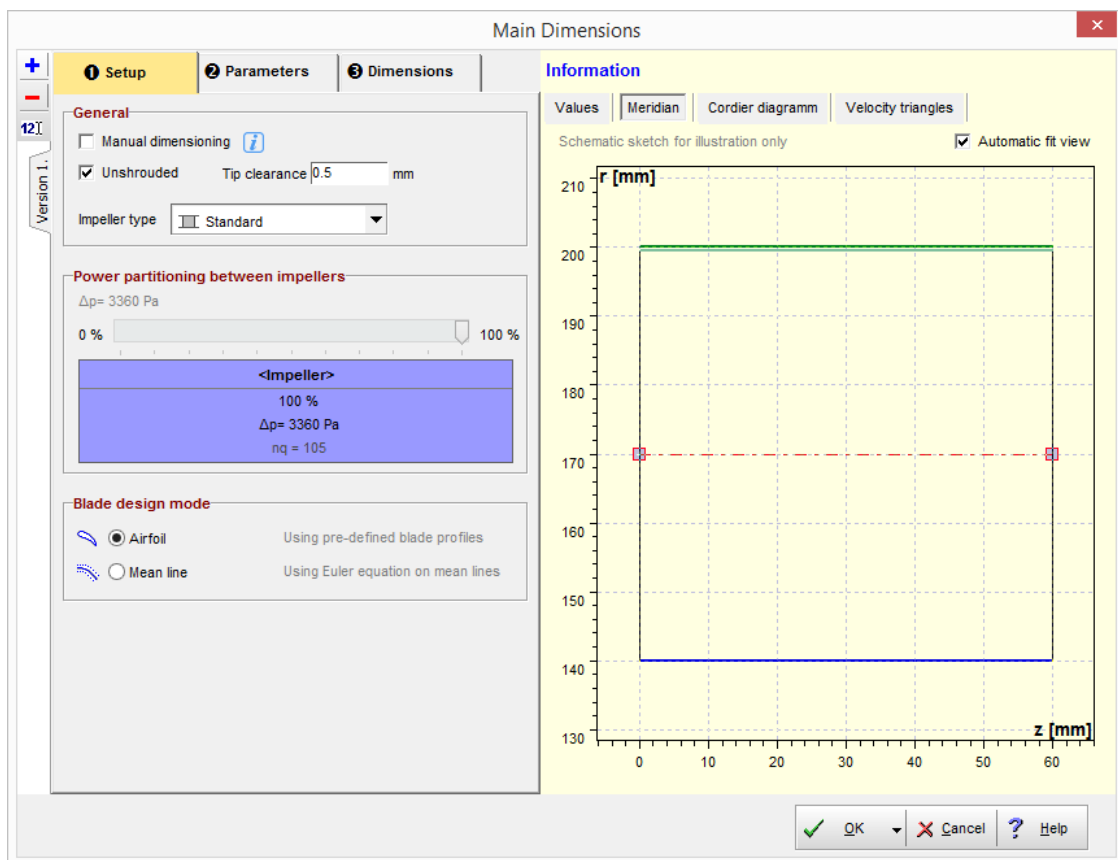 Main Dimensions
❶ Setup
❷ Parameters
❸ Dimensions
12
Version 1.
General
Manual dimensioning
i
Unshrouded
Tip clearance 0.5 mm
Impeller type Standard
Power partitioning between impellers
Δp= 3360 Pa
0 % 100 %
<Impeller>
100 %
Δp= 3360 Pa
nq = 105
Blade design mode
Airfoil Using pre-defined blade profiles
Mean line Using Euler equation on mean lines
Information
Values Meridian Cordier diagramm Velocity triangles
Schematic sketch for illustration only Automatic fit view
r [mm]
210
200
190
180
170
160
150
140
130
z [mm]
0 10 20 30 40 50 60
OK Cancel ? Help